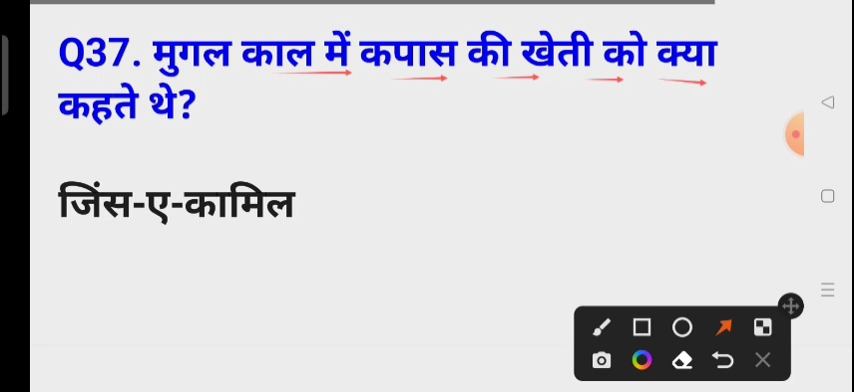 Q37. मुगल काल में कपास की खेती को क्या
कहते थे?
जिंस-ए-कामिल